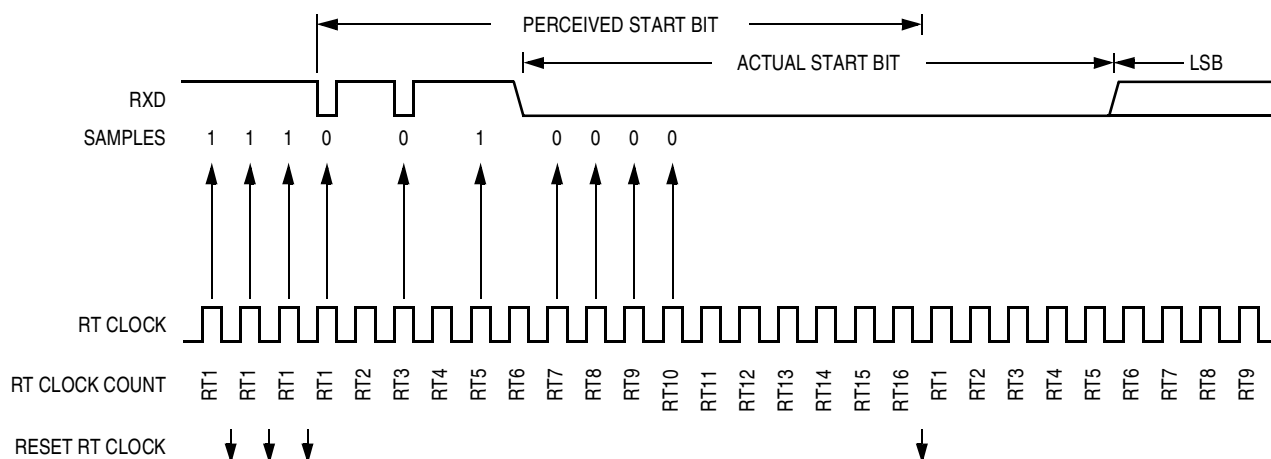 PERCEIVED START BIT
ACTUAL START BIT
LSB
RXD
SAMPLES 1 1 1 0 0 1 0 0 0 0
RT CLOCK
RT CLOCK COUNT RT1 RT1 RT1 RT1 RT2 RT3 RT4 RT5 RT6 RT7 RT8 RT9 RT10 RT11 RT12 RT13 RT14 RT15 RT16 RT1 RT2 RT3 RT4 RT5 RT6 RT7 RT8 RT9
RESET RT CLOCK